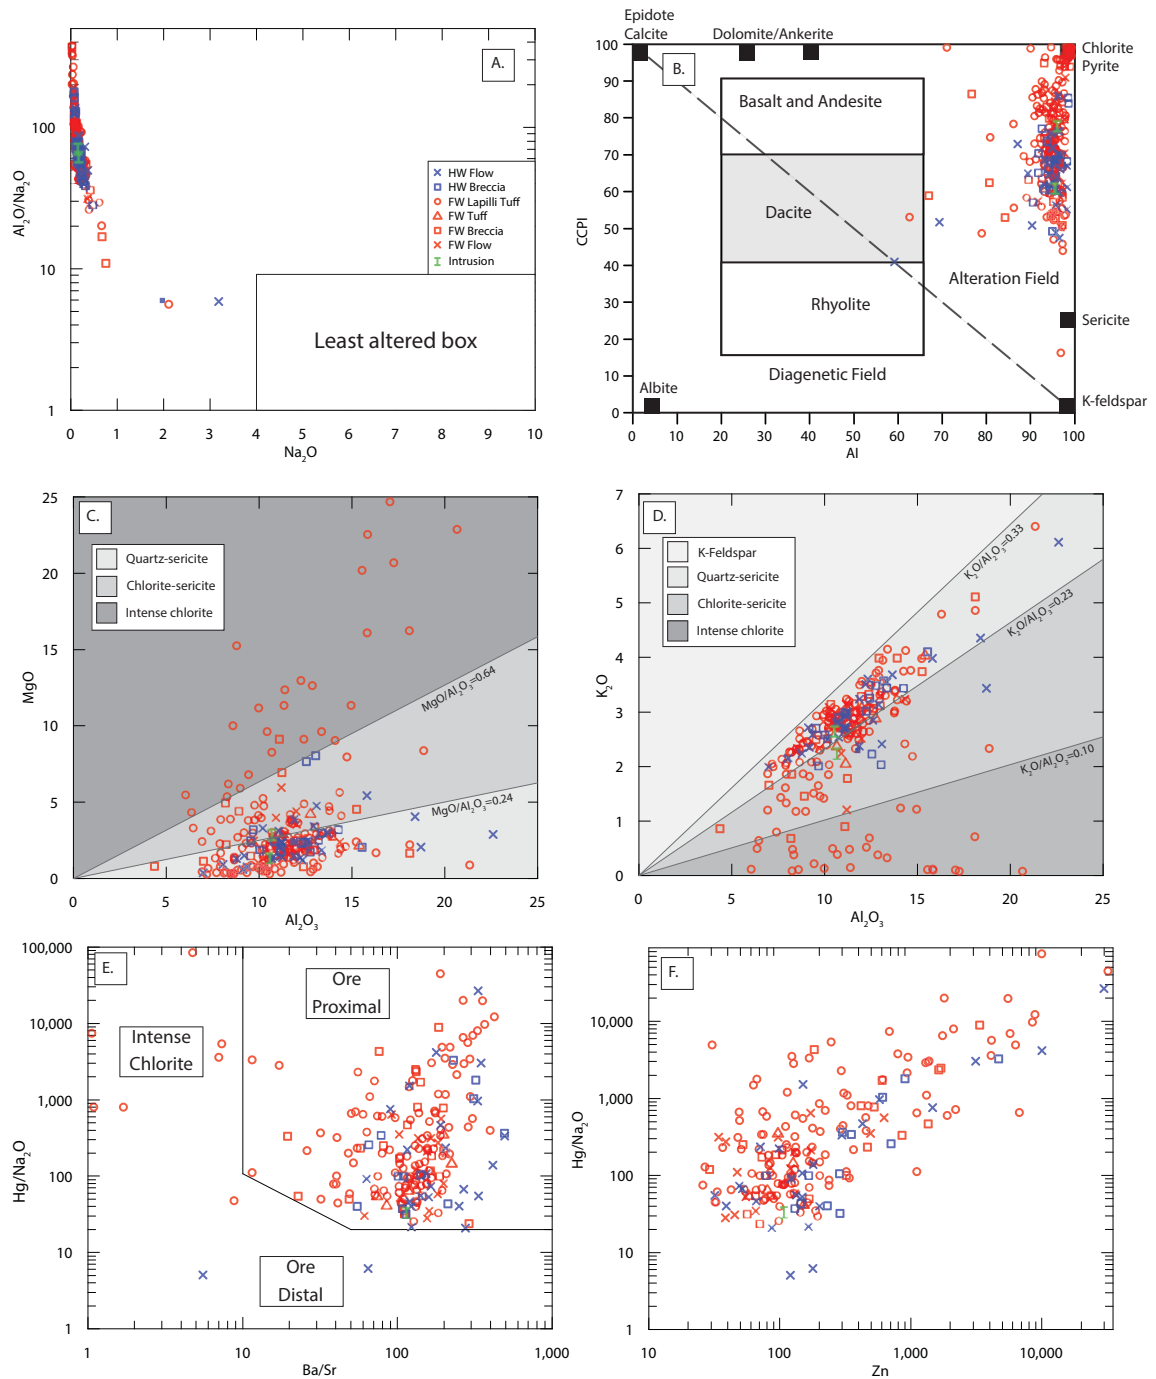 A.
Al₂O/Na₂O
100
10
1
HW Flow
HW Breccia
FW Lapilli Tuff
FW Tuff
FW Breccia
FW Flow
Intrusion
Least altered box
0 1 2 3 4 5 6 7 8 9 10
Na₂O
Epidote
Calcite
Dolomite/Ankerite
Chlorite
Pyrite
B.
CCPI
100
90
80
70
60
50
40
30
20
10
0
Basalt and Andesite
Dacite
Rhyolite
Alteration Field
Diagenetic Field
Sericite
Albite
K-feldspar
0 10 20 30 40 50 60 70 80 90 100
AI
C.
MgO
25
20
15
10
5
0
Quartz-sericite
Chlorite-sericite
Intense chlorite
MgO/Al₂O₃=0.64
MgO/Al₂O₃=0.24
0 5 10 15 20 25
Al₂O₃
D.
K₂O
7
6
5
4
3
2
1
0
K-Feldspar
Quartz-sericite
Chlorite-sericite
Intense chlorite
K₂O/Al₂O₃=0.33
K₂O/Al₂O₃=0.23
K₂O/Al₂O₃=0.10
0 5 10 15 20 25
Al₂O₃
E.
Hg/Na₂O
100,000
10,000
1,000
100
10
1
Ore
Proximal
Intense
Chlorite
Ore
Distal
1 10 100 1,000
Ba/Sr
F.
Hg/Na₂O
10,000
1,000
100
10
1
10 100 1,000 10,000
Zn